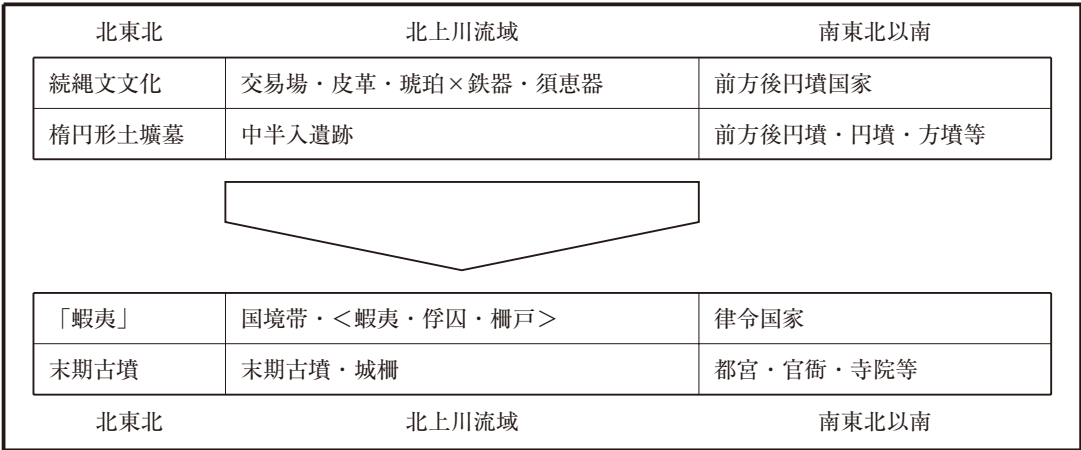 北東北 北上川流域 南東北以南
続縄文文化 交易場・皮革・琥珀×鉄器・須恵器 前方後円墳国家
楕円形土壙墓 中半入遺跡 前方後円墳・円墳・方墳等
「蝦夷」 国境帯・＜蝦夷・俘囚・柵戸＞ 律令国家
末期古墳 末期古墳・城柵 都宮・官衙・寺院等
北東北 北上川流域 南東北以南